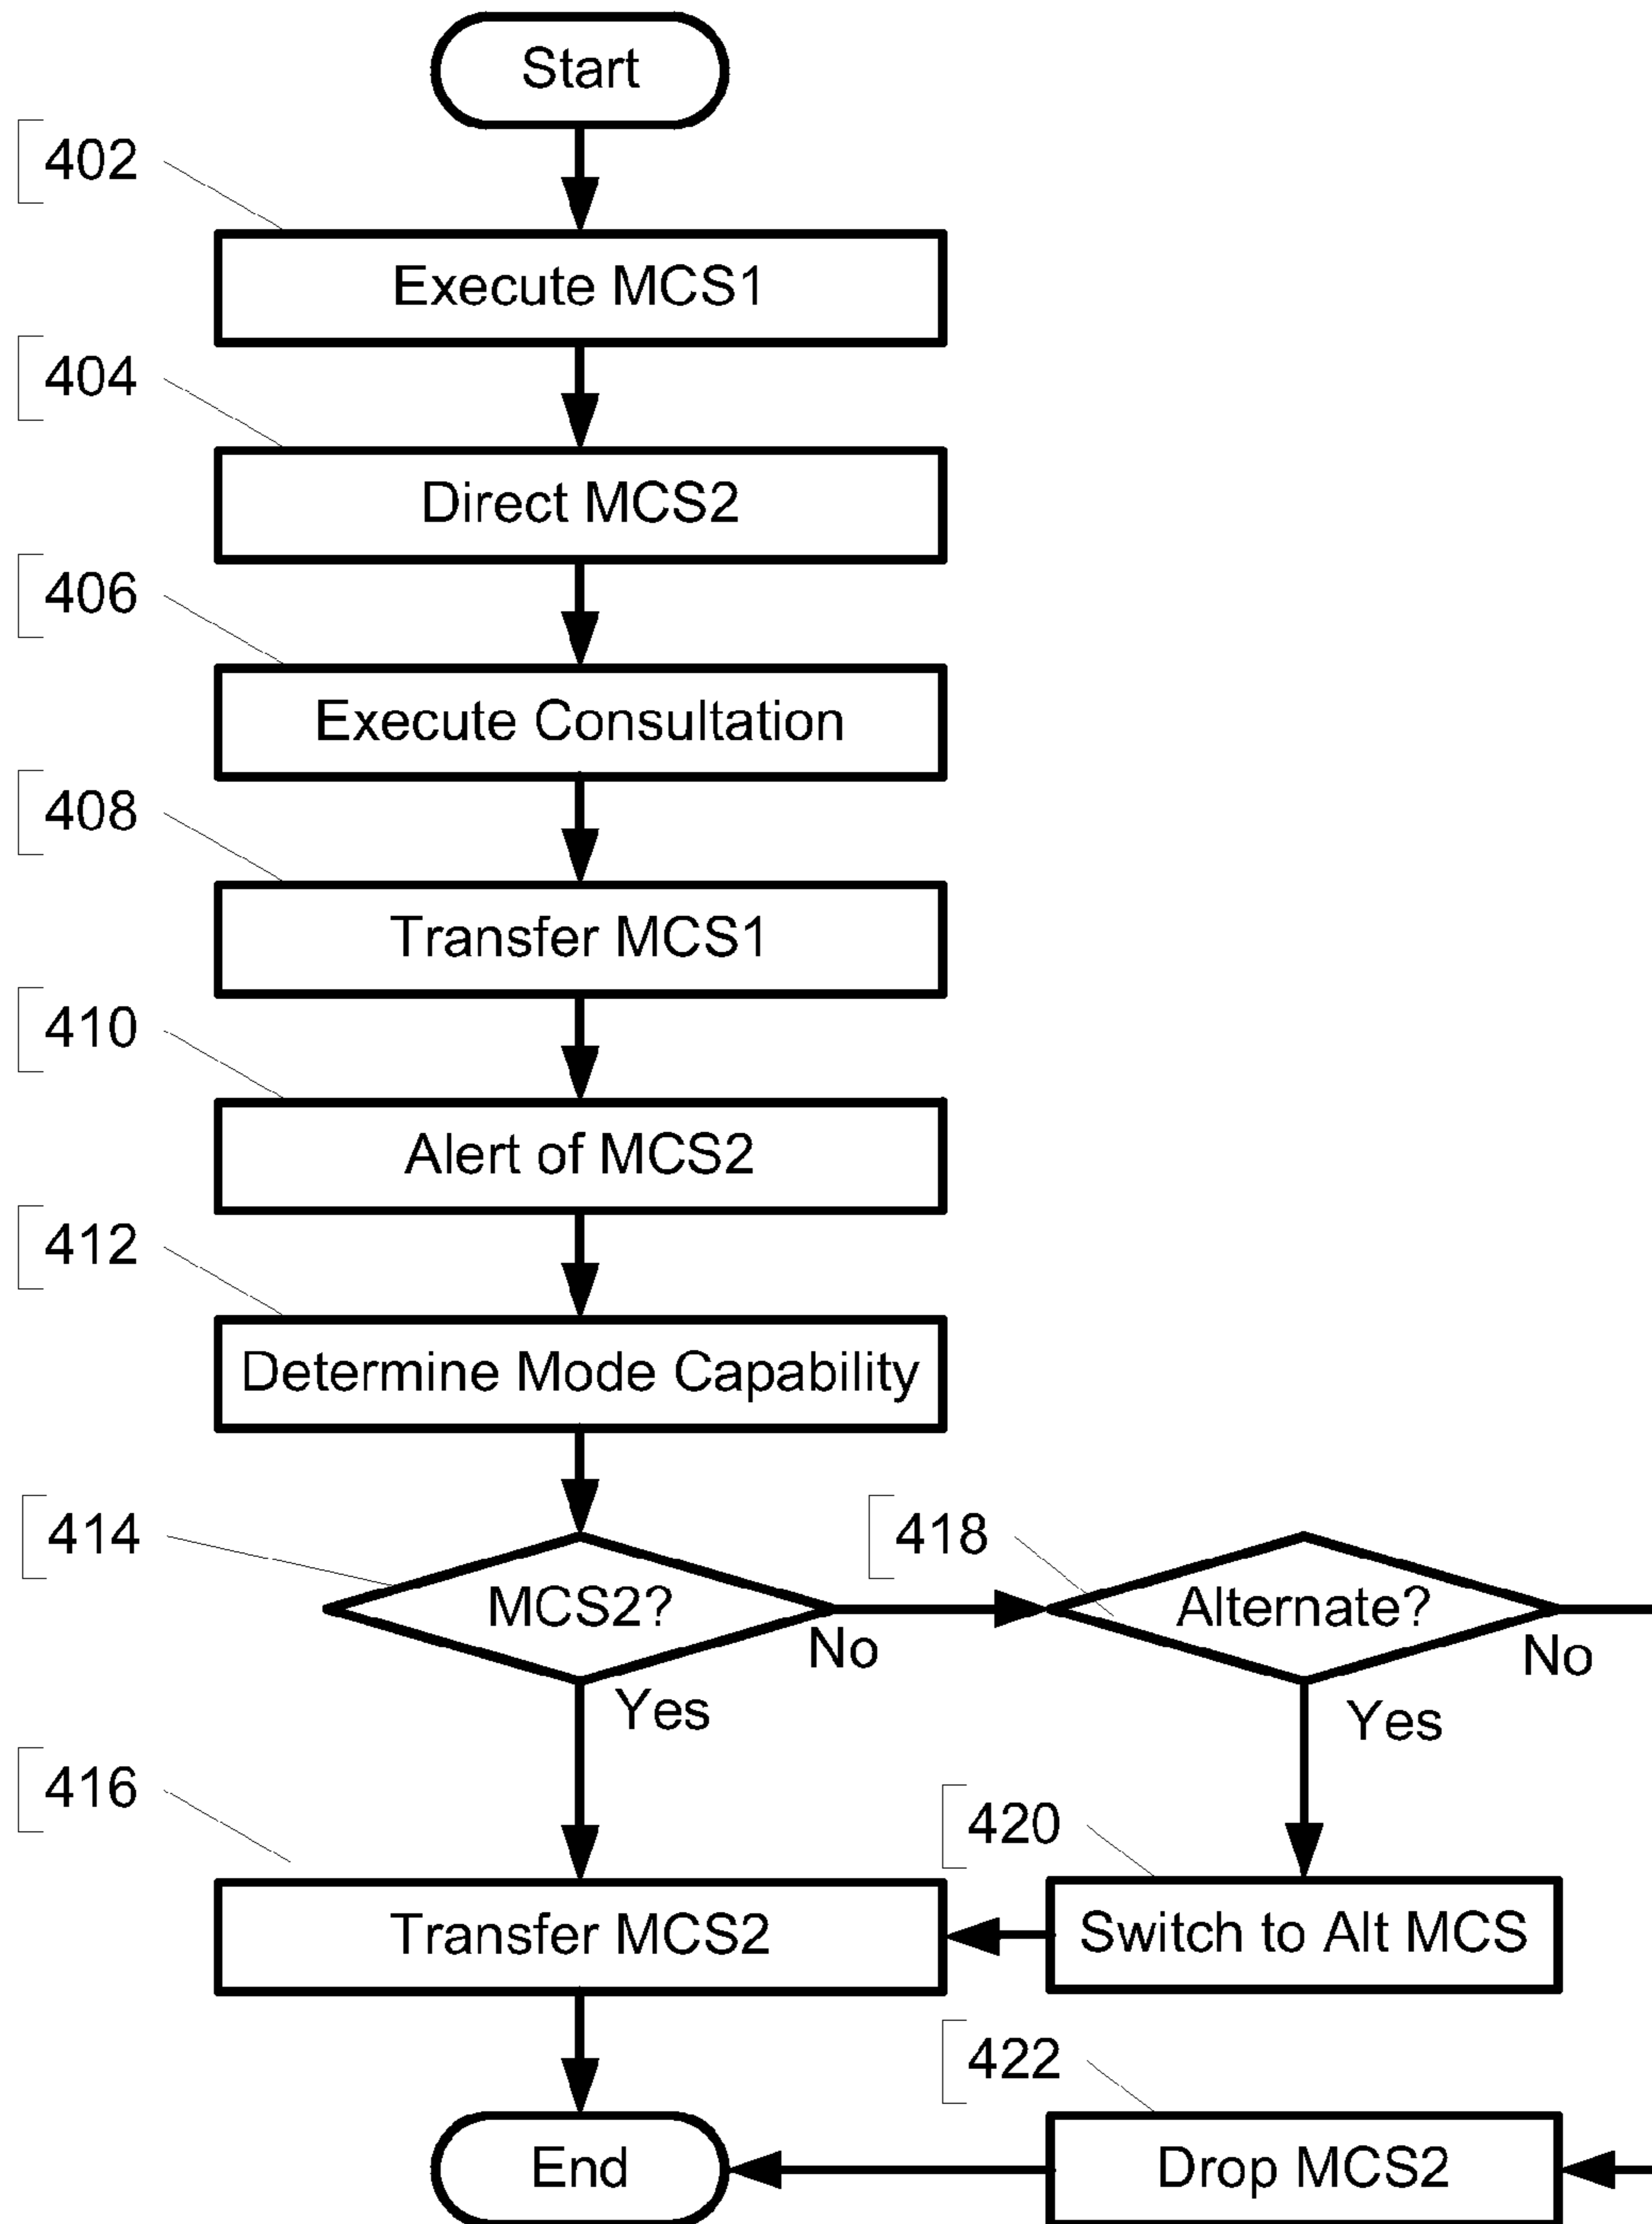 Start
402
Execute MCS1
404
Direct MCS2
406
Execute Consultation
408
Transfer MCS1
410
Alert of MCS2
412
Determine Mode Capability
414
MCS2?
No
Yes
418
Alternate?
No
Yes
416
Transfer MCS2
420
Switch to Alt MCS
422
Drop MCS2
End